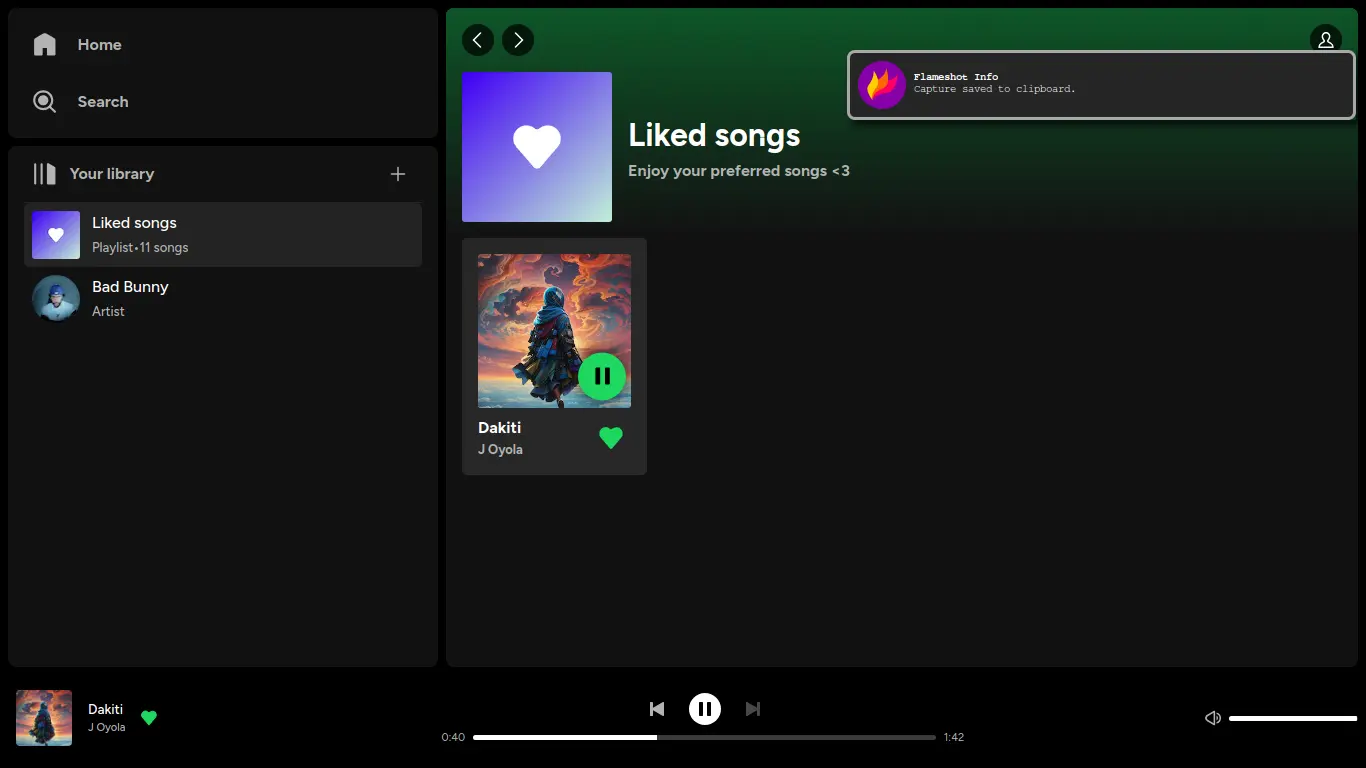 Home
Search
Your library
Liked songs
Playlist•11 songs
Bad Bunny
Artist
Flameshot Info
Capture saved to clipboard.
Liked songs
Enjoy your preferred songs <3
Dakiti
J Oyola
Dakiti
J Oyola
0:40
1:42